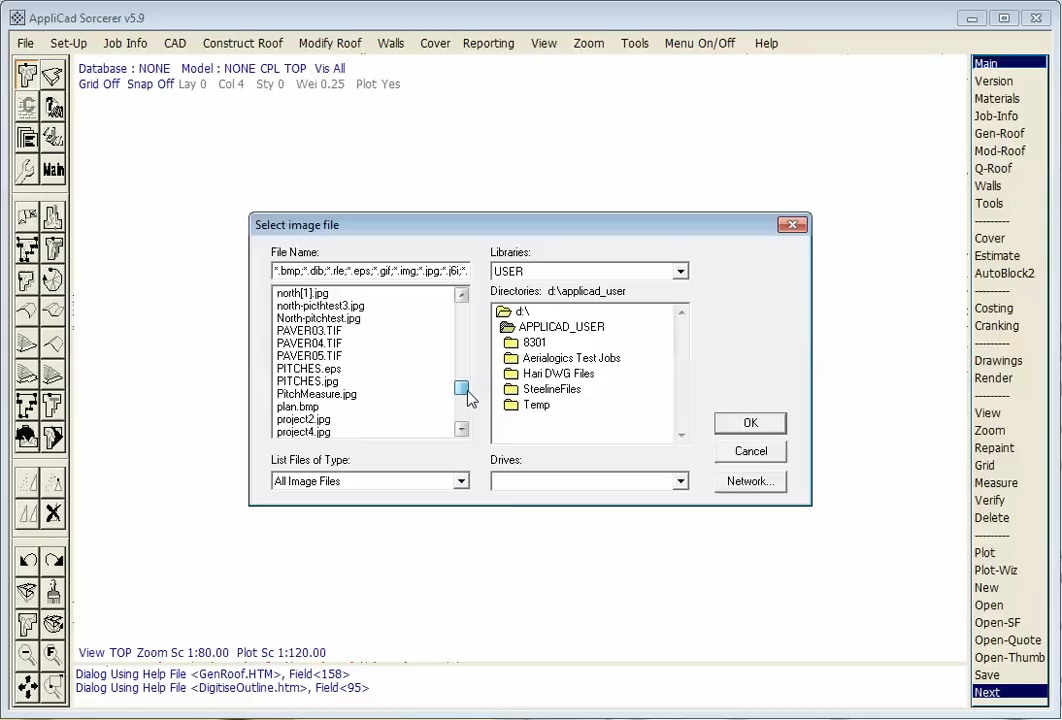 AppliCad Sorcerer v5.9
File Set-Up Job Info CAD Construct Roof Modify Roof Walls Cover Reporting View Zoom Tools Menu On/Off Help
Database : NONE Model : NONE CPL TOP Vis All
Grid Off Snap Off Lay 0 Col 4 Sty 0 Wei 0.25 Plot Yes
Main
Select image file
File Name:
*.bmp;*.dib;*.rle;*.eps;*.gif;*.img;*.jpg;*.j6i;*.
north[1].jpg
north-picthtest3.jpg
North-pitchtest.jpg
PAVER03.TIF
PAVER04.TIF
PAVER05.TIF
PITCHES.eps
PITCHES.jpg
PitchMeasure.jpg
plan.bmp
project2.jpg
project4.jpg
List Files of Type:
All Image Files
Libraries:
USER
Directories: d:\applicad_user
d:\
APPLICAD_USER
8301
Aerialogics Test Jobs
Hari DWG Files
SteelineFiles
Temp
Drives:
OK
Cancel
Network...
Main
Version
Materials
Job-Info
Gen-Roof
Mod-Roof
Q-Roof
Walls
Tools
---------
Cover
Estimate
AutoBlock2
---------
Costing
Cranking
---------
Drawings
Render
---------
View
Zoom
Repaint
Grid
Measure
Verify
Delete
---------
Plot
Plot-Wiz
New
Open
Open-SF
Open-Quote
Open-Thumb
Save
Next
View TOP Zoom Sc 1:80.00 Plot Sc 1:120.00
Dialog Using Help File <GenRoof.HTM>, Field<158>
Dialog Using Help File <DigitiseOutline.htm>, Field<95>